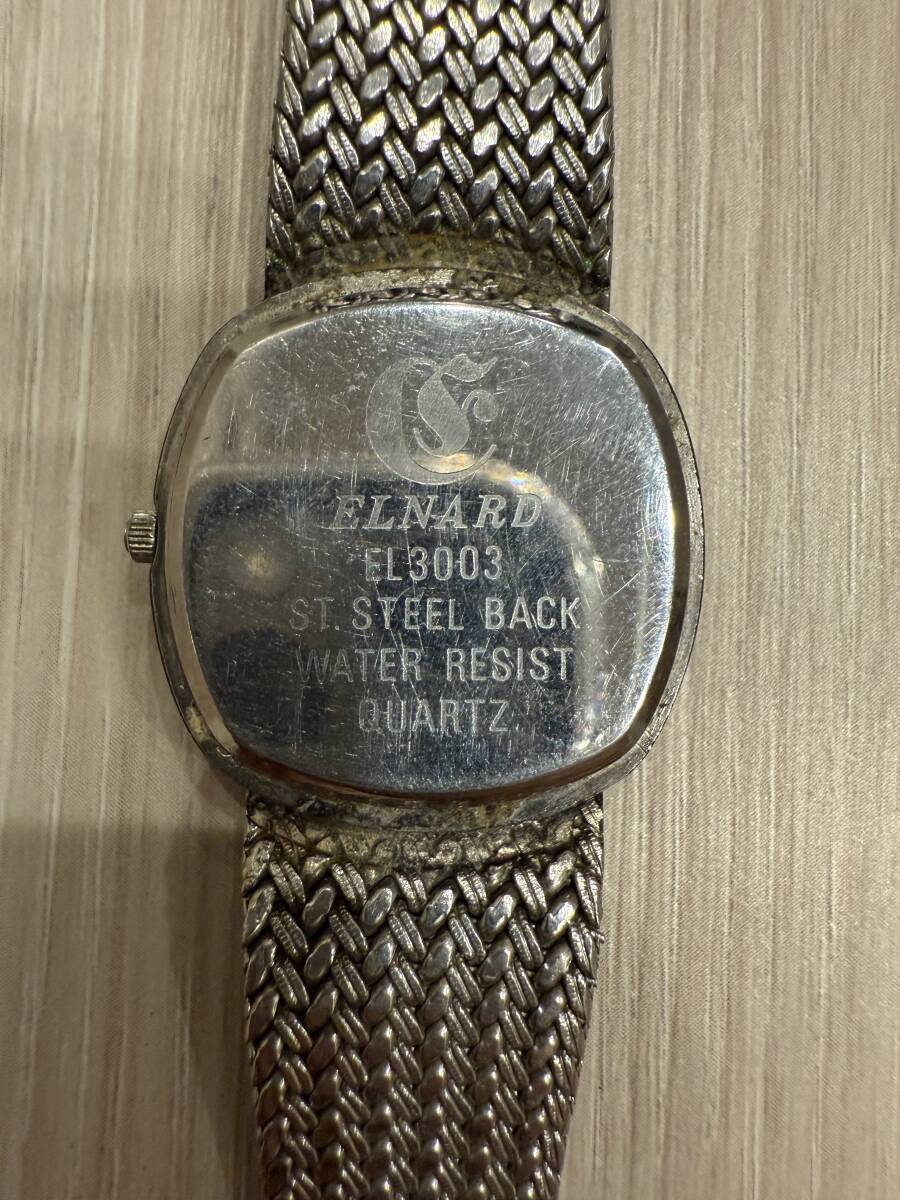 ELNARD
EL3003
ST. STEEL BACK
WATER RESIST
QUARTZ